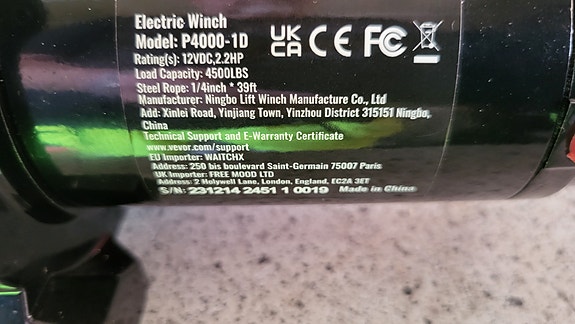 Electric Winch
Model: P4000-1D
UK CA CE FC
Rating(s): 12VDC,2.2HP
Load Capacity: 4500LBS
Steel Rope: 1/4inch * 39ft
Manufacturer: Ningbo Lift Winch Manufacture Co., Ltd
Add: Xinlei Road, Yinjiang Town, Yinzhou District 315151 Ningbo,
China
Technical Support and E-Warranty Certificate
www.vevor.com/support
EU Importer: WAITCHX
Address: 250 bis boulevard Saint-Germain 75007 Paris
UK Importer: FREE MOOD LTD
Address: 2 Holywell Lane, London, England, EC2A 3ET
S/N: 231214 2451 1 0019 Made in China